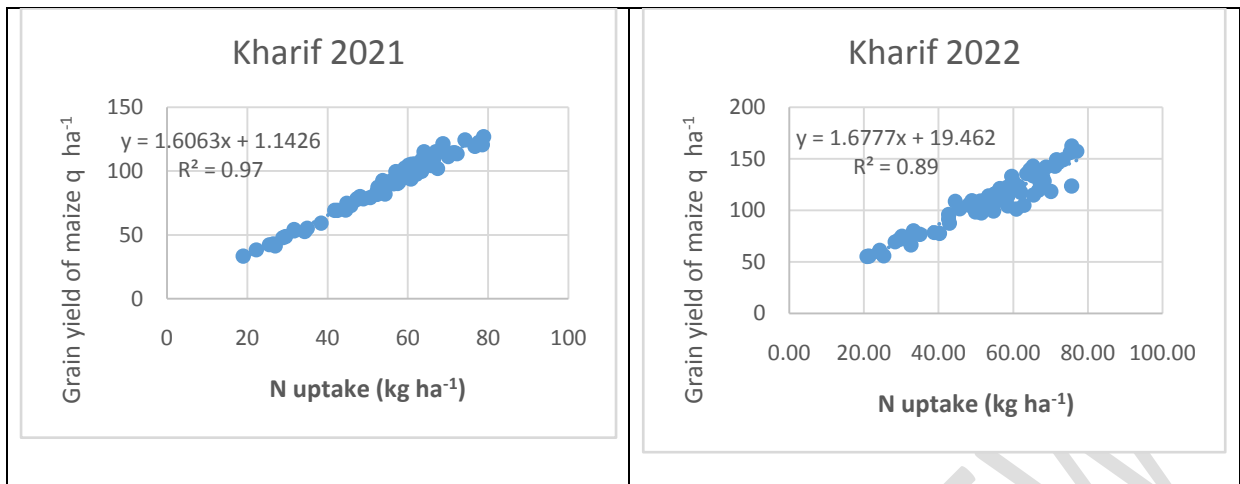 Kharif 2021
Grain yield of maize q ha-1
150
100
50
0
y = 1.6063x + 1.1426
R² = 0.97
0 20 40 60 80 100
N uptake (kg ha-1)
Kharif 2022
Grain yield of maize q ha-1
200
150
100
50
0
y = 1.6777x + 19.462
R² = 0.89
0.00 20.00 40.00 60.00 80.00 100.00
N uptake (kg ha-1)